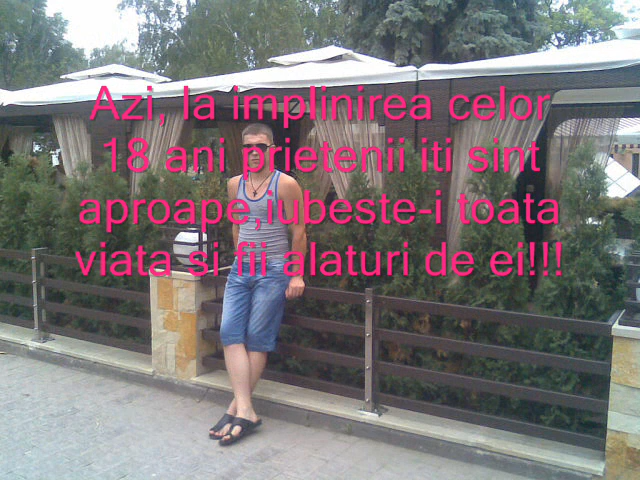 Azi, la implinirea celor
18 ani prietenii iti sint
aproape,iubeste-i toata
viata si fii alaturi de ei!!!